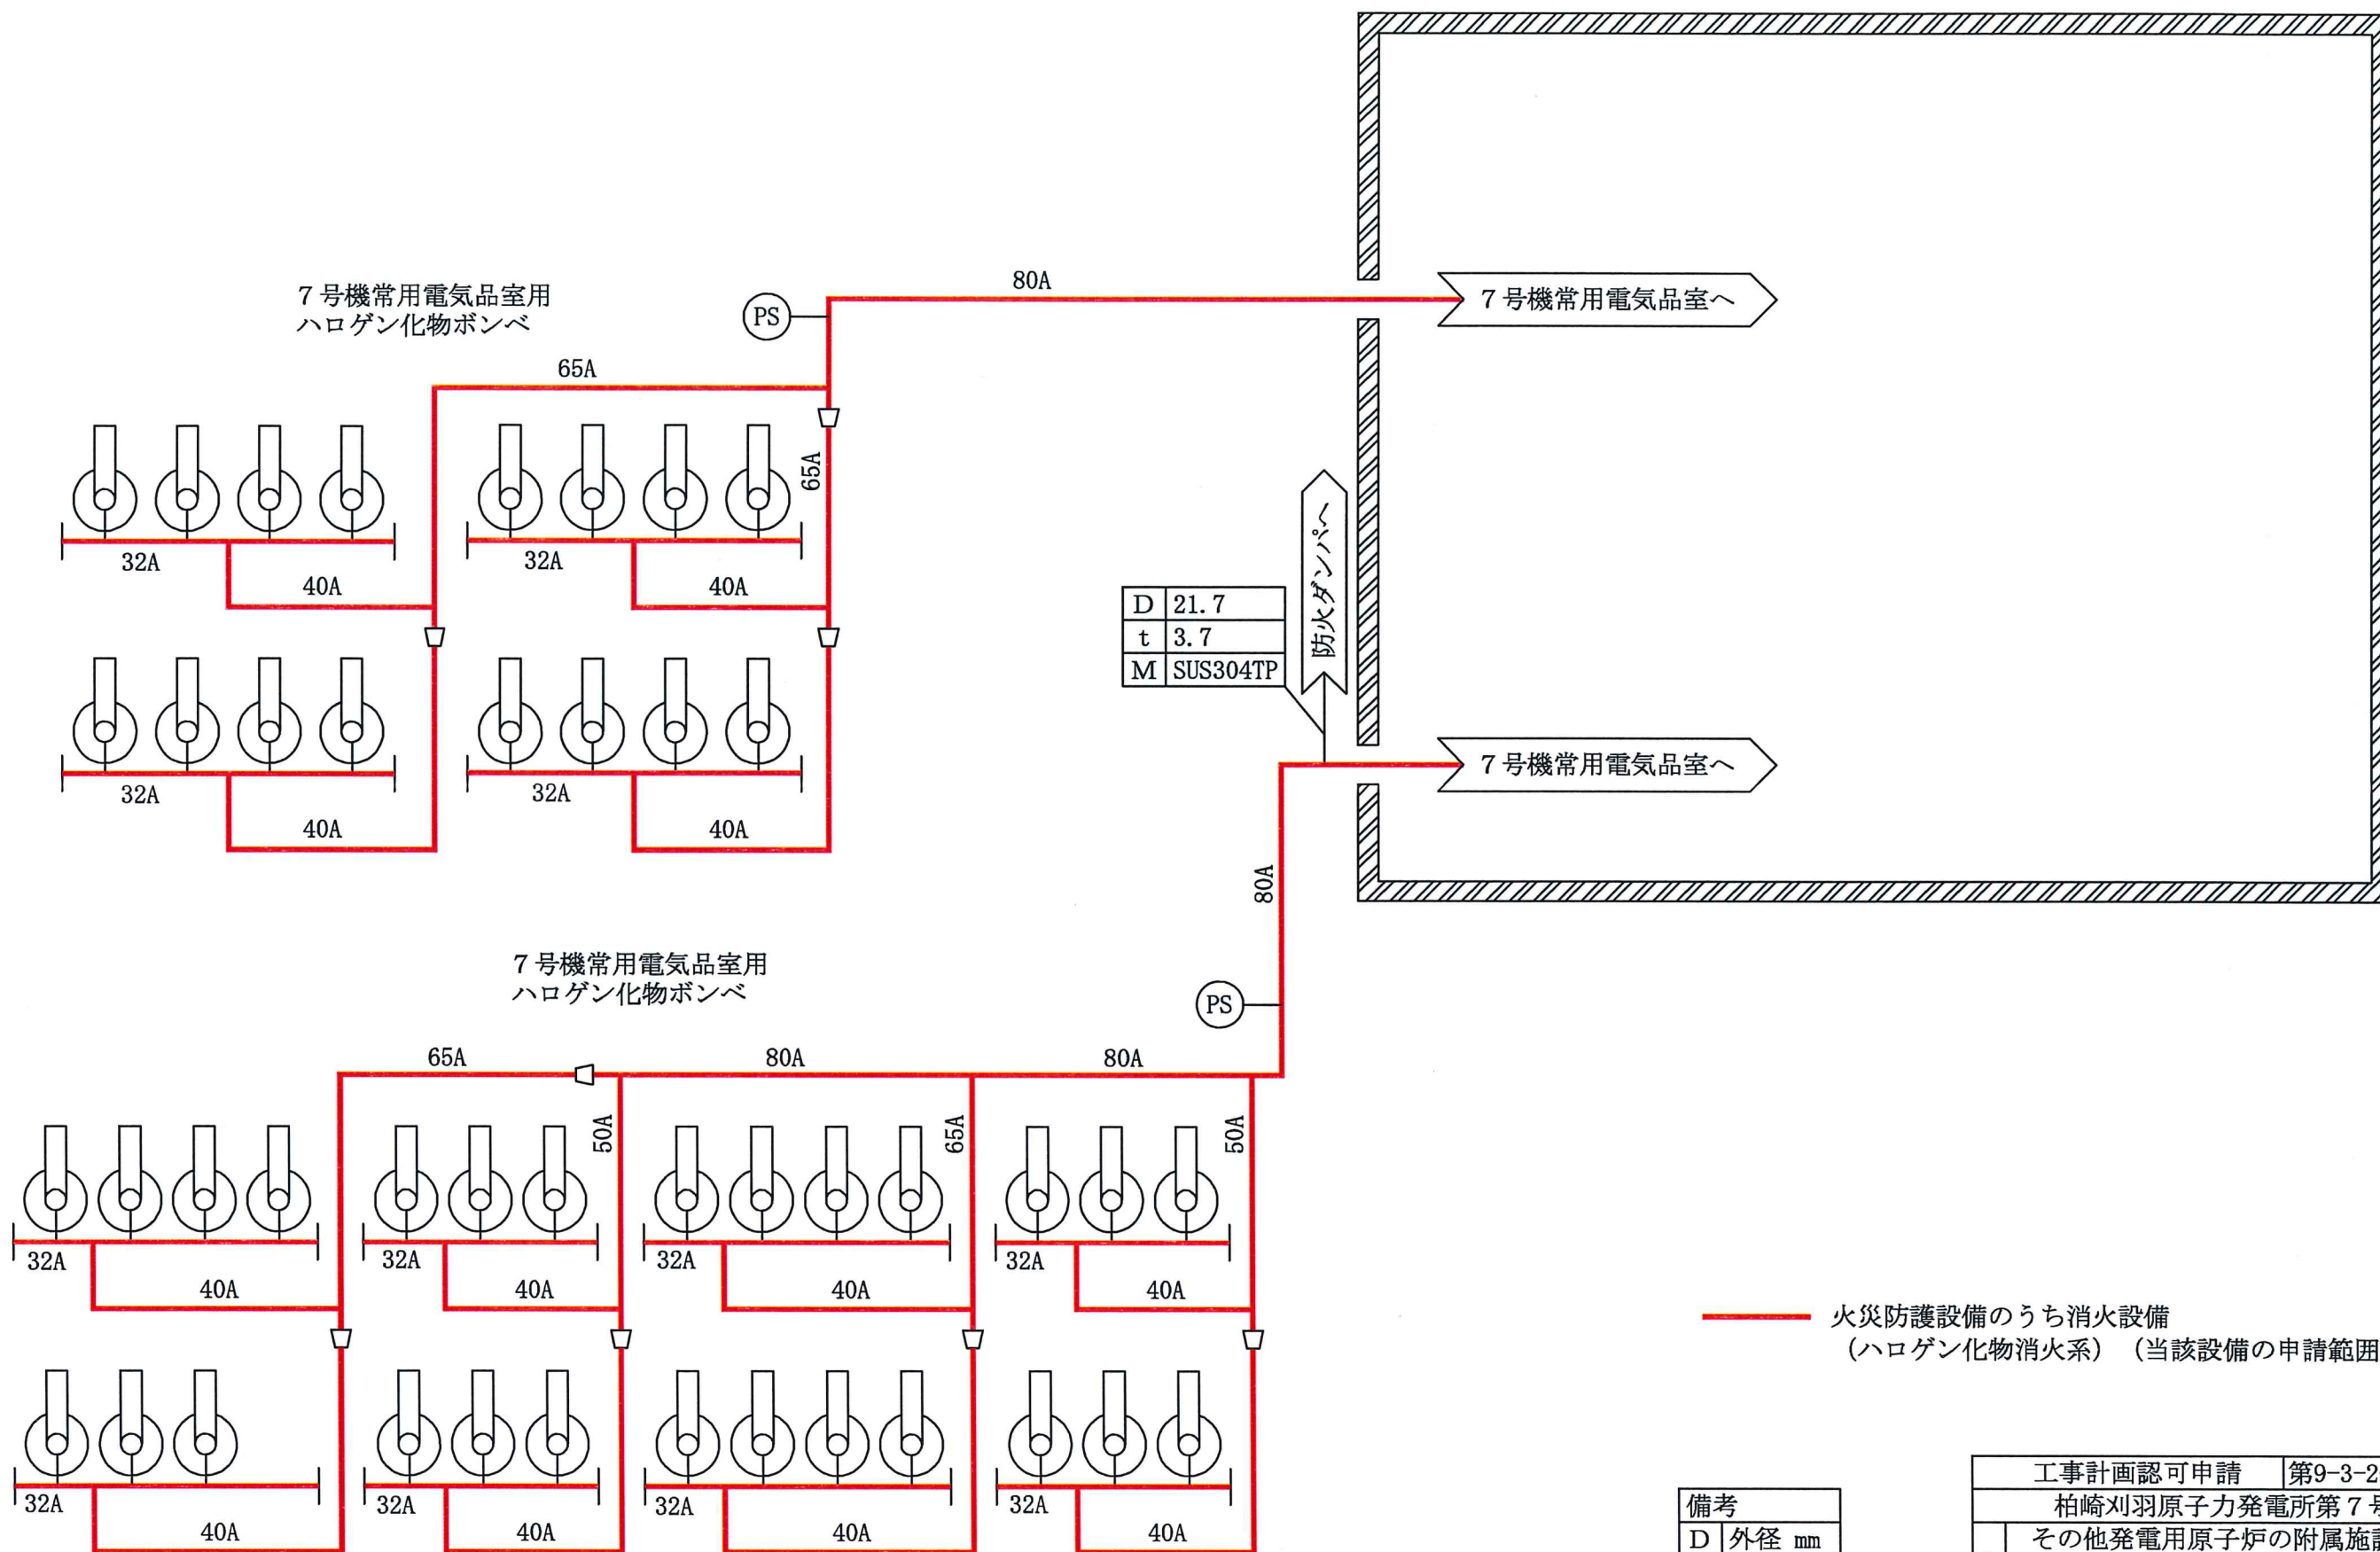 7号機常用電気品室用
ハロゲン化物ボンベ
PS
80A
7号機常用電気品室へ
65A
65A
32A
40A
32A
40A
32A
40A
32A
40A
D 21.7
t 3.7
M SUS304TP
防火ダンパへ
7号機常用電気品室へ
80A
7号機常用電気品室用
ハロゲン化物ボンベ
PS
65A
80A
80A
50A
65A
50A
32A
40A
32A
40A
32A
40A
32A
40A
32A
40A
32A
40A
32A
40A
32A
40A
火災防護設備のうち消火設備
（ハロゲン化物消火系）（当該設備の申請範囲
備考
D 外径 mm
工事計画認可申請 第9-3-2
柏崎刈羽原子力発電所第7号
その他発電用原子炉の附属施設